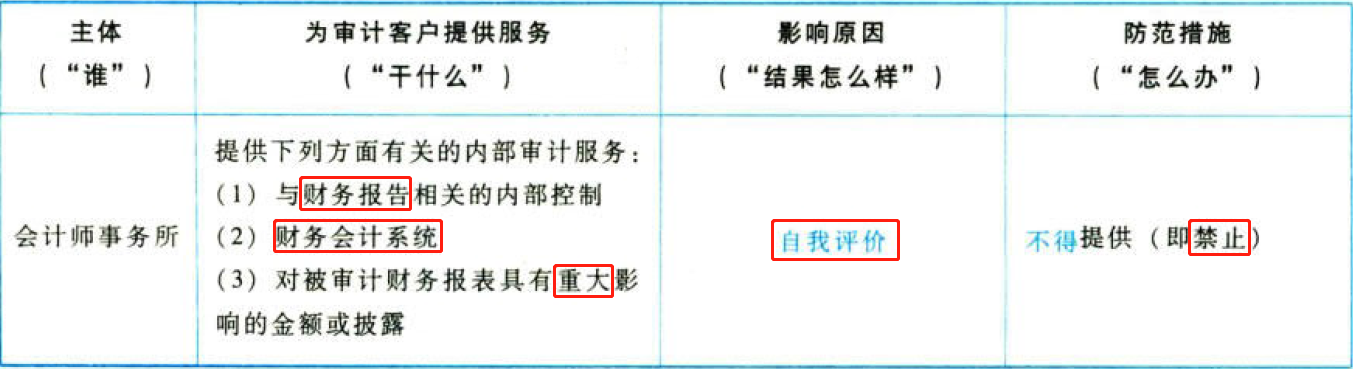 主体
（“谁”）
为审计客户提供服务
（“干什么”）
影响原因
（“结果怎么样”）
防范措施
（“怎么办”）
会计师事务所
提供下列方面有关的内部审计服务：
（1）与财务报告相关的内部控制
（2）财务会计系统
（3）对被审计财务报表具有重大影
响的金额或披露
自我评价
不得提供（即禁止）